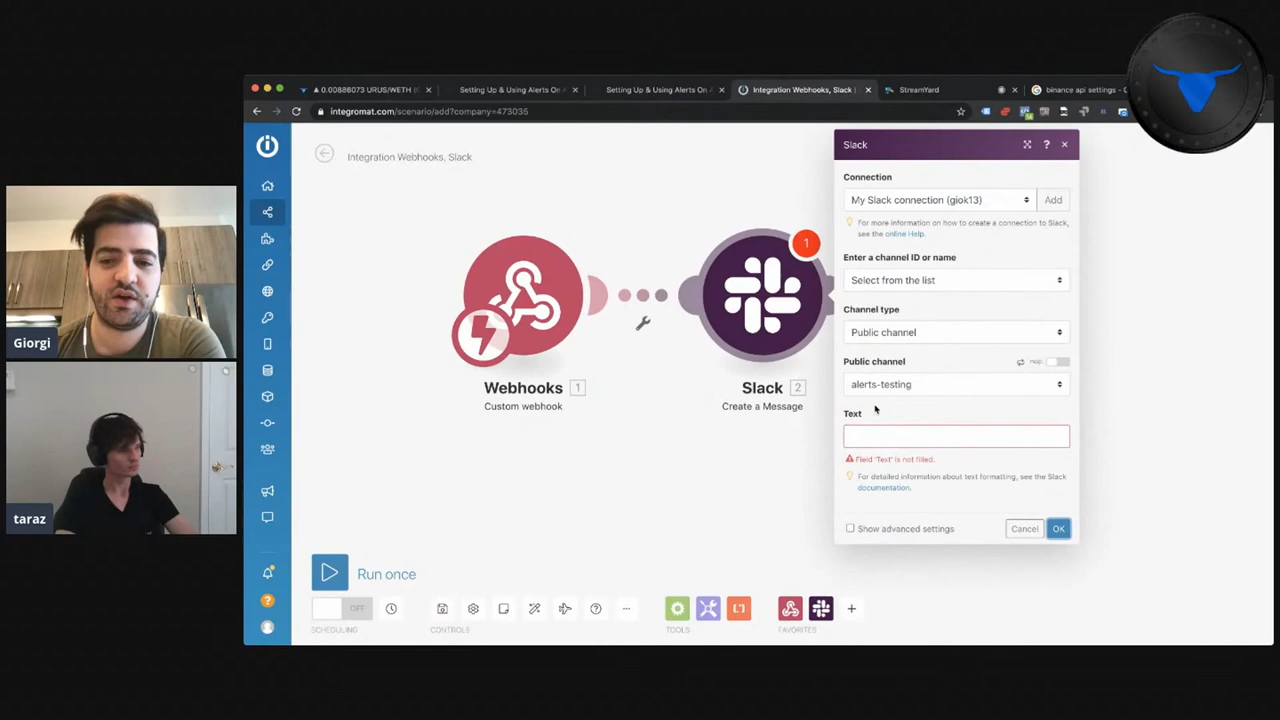 ▲ 0.00886073 URUS/WETH (
Setting Up & Using Alerts On
Setting Up & Using Alerts On
Integration Webhooks, Slack
StreamYard
binance api settings -
integromat.com/scenario/add?company=473035
Integration Webhooks, Slack
Slack
Connection
My Slack connection (giok13)
Add
For more information on how to create a connection to Slack,
see the online Help.
Enter a channel ID or name
Select from the list
Channel type
Public channel
Public channel
map
alerts-testing
Text
Field 'Text' is not filled.
For detailed information about text formatting, see the Slack
documentation.
Show advanced settings
Cancel
OK
1
Webhooks 1
Custom webhook
Slack 2
Create a Message
Giorgi
taraz
Run once
OFF
SCHEDULING
CONTROLS
TOOLS
FAVORITES